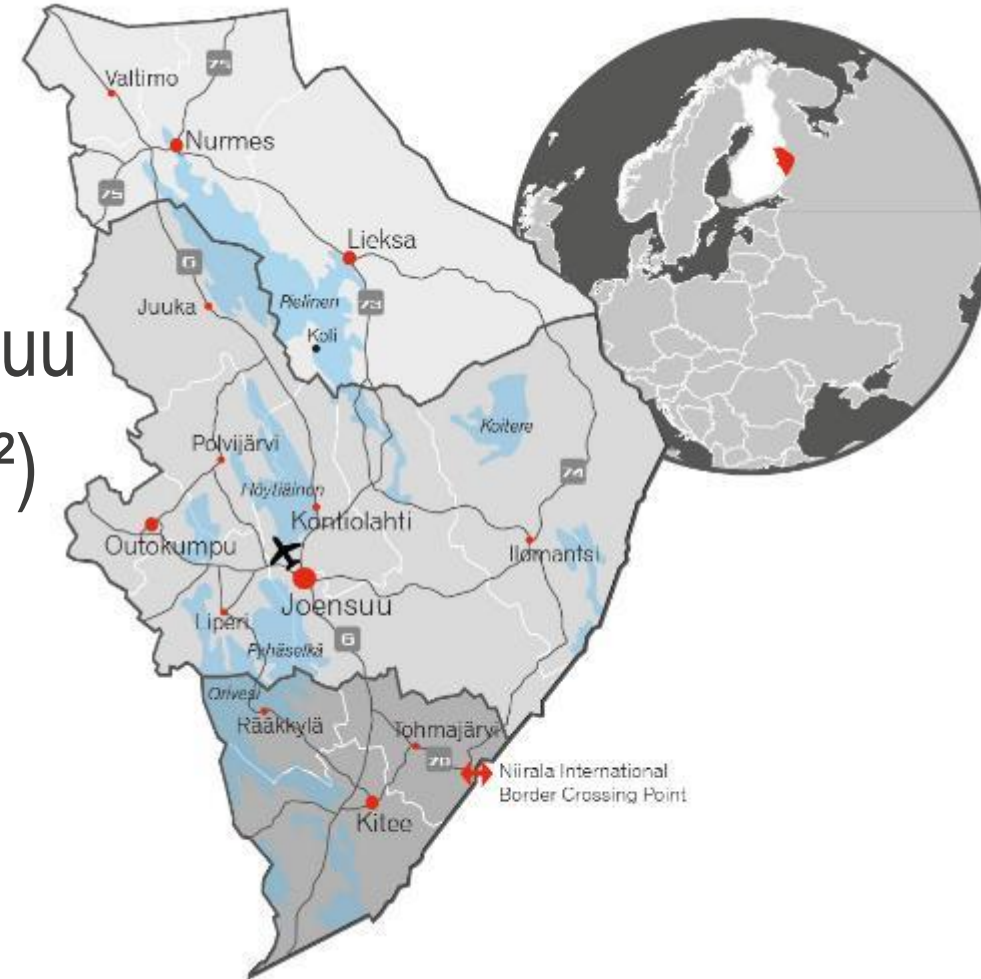 Valtimo
75
Nurmes
75
Lieksa
6
Juuka
Pielinen
73
Koli
uu
Koitere
²)
Polvijärvi
74
Höytiäinen
Kontiolahti
Outokumpu
Ilomantsi
Joensuu
Liperi
6
Pyhäselkä
Orivesi
Rääkkylä
Tohmajärvi
70
Niirala International
Border Crossing Point
Kitee